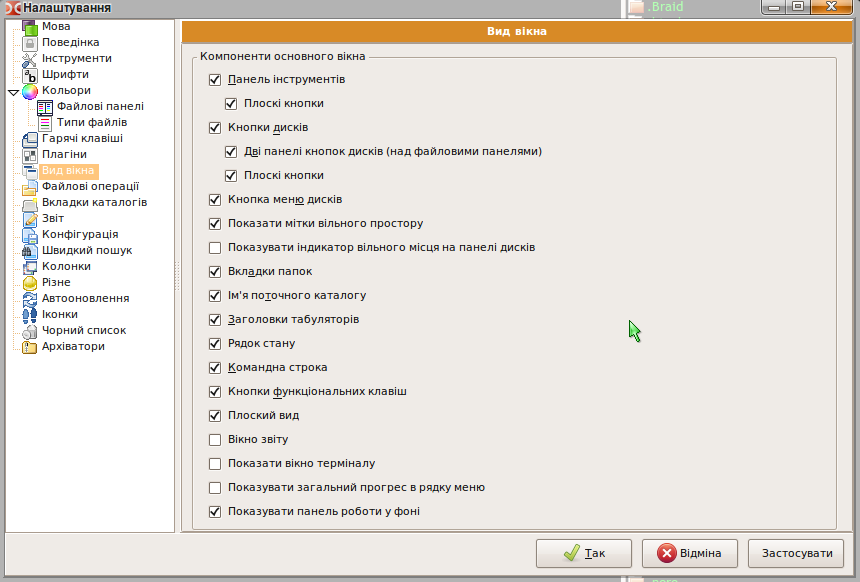 Налаштування
.Braid
Мова
Поведінка
Інструменти
Шрифти
Кольори
Файлові панелі
Типи файлів
Гарячі клавіші
Плагіни
Вид вікна
Файлові операції
Вкладки каталогів
Звіт
Конфігурація
Швидкий пошук
Колонки
Різне
Автооновлення
Іконки
Чорний список
Архіватори
Вид вікна
Компоненти основного вікна
Панель інструментів
Плоскі кнопки
Кнопки дисків
Дві панелі кнопок дисків (над файловими панелями)
Плоскі кнопки
Кнопка меню дисків
Показати мітки вільного простору
Показувати індикатор вільного місця на панелі дисків
Вкладки папок
Ім'я поточного каталогу
Заголовки табуляторів
Рядок стану
Командна строка
Кнопки функціональних клавіш
Плоский вид
Вікно звіту
Показати вікно терміналу
Показувати загальний прогрес в рядку меню
Показувати панель роботи у фоні
Так
Відміна
Застосувати